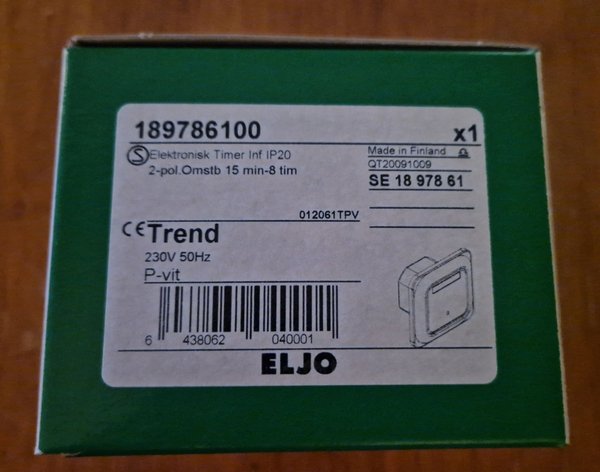 189786100 x1
S Elektronisk Timer Inf IP20
2-pol.Omstb 15 min-8 tim
Made in Finland
QT20091009
SE 18 978 61
012061TPV
CE Trend
230V 50Hz
P-vit
6 438062 040001
ELJO